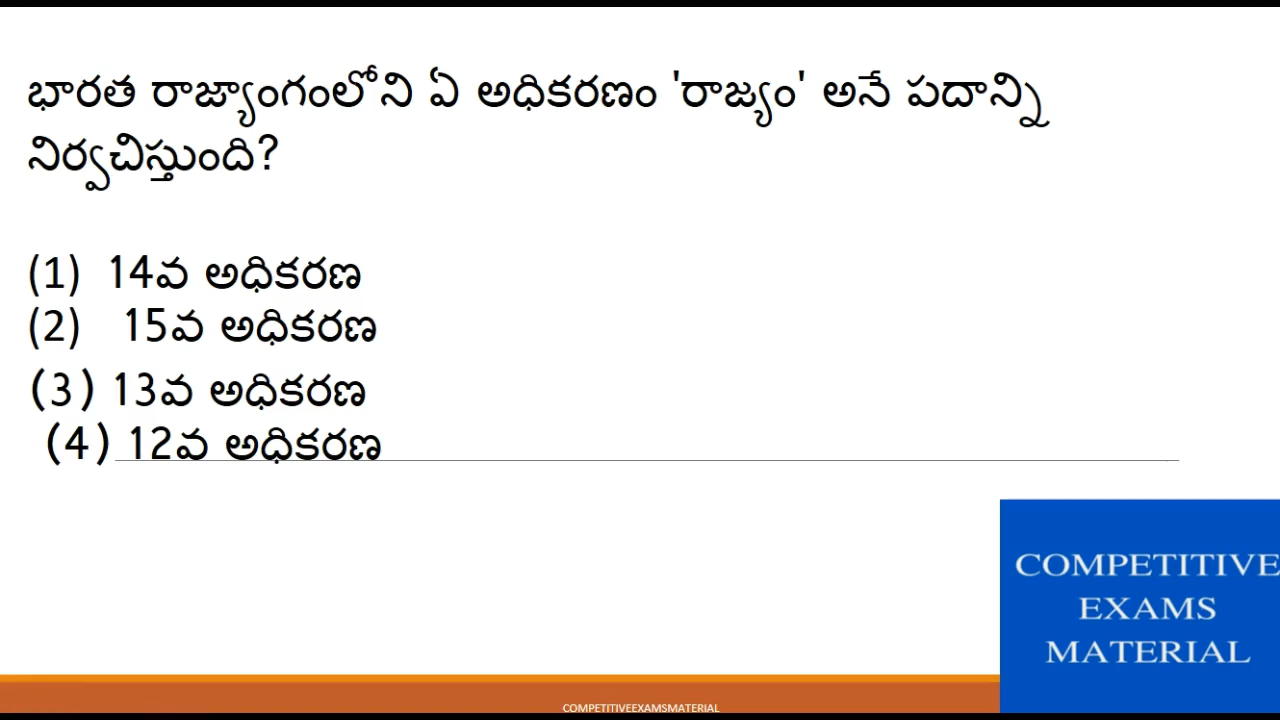 భారత రాజ్యాంగంలోని ఏ అధికరణం 'రాజ్యం' అనే పదాన్ని
నిర్వచిస్తుంది?
(1) 14వ అధికరణ
(2) 15వ అధికరణ
(3) 13వ అధికరణ
(4) 12వ అధికరణ
COMPETITIVE
EXAMS
MATERIAL
COMPETITIVEEXAMSMATERIAL